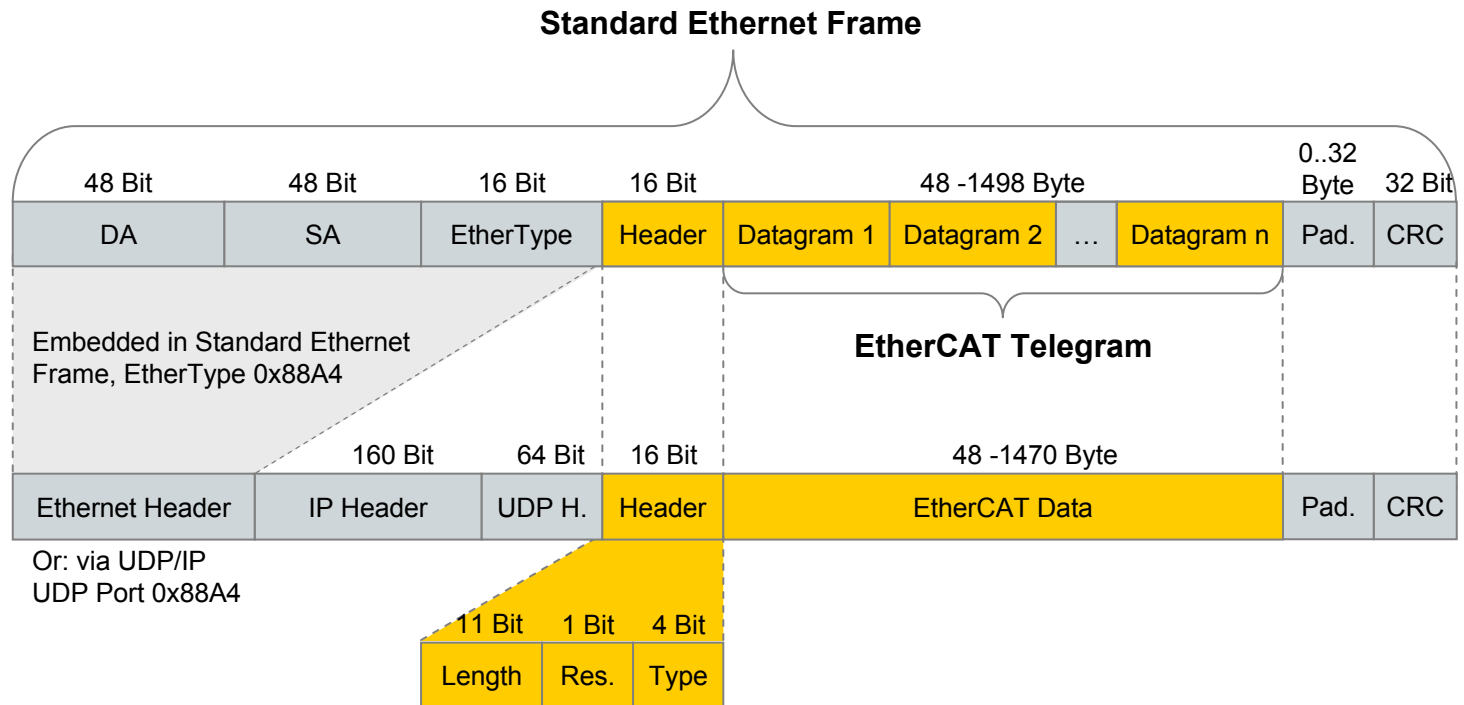 Standard Ethernet Frame
48 Bit 48 Bit 16 Bit 16 Bit 48 -1498 Byte 0..32 Byte 32 Bit
DA SA EtherType Header Datagram 1 Datagram 2 … Datagram n Pad. CRC
Embedded in Standard Ethernet
Frame, EtherType 0x88A4
EtherCAT Telegram
160 Bit 64 Bit 16 Bit 48 -1470 Byte
Ethernet Header IP Header UDP H. Header EtherCAT Data Pad. CRC
Or: via UDP/IP
UDP Port 0x88A4
11 Bit 1 Bit 4 Bit
Length Res. Type